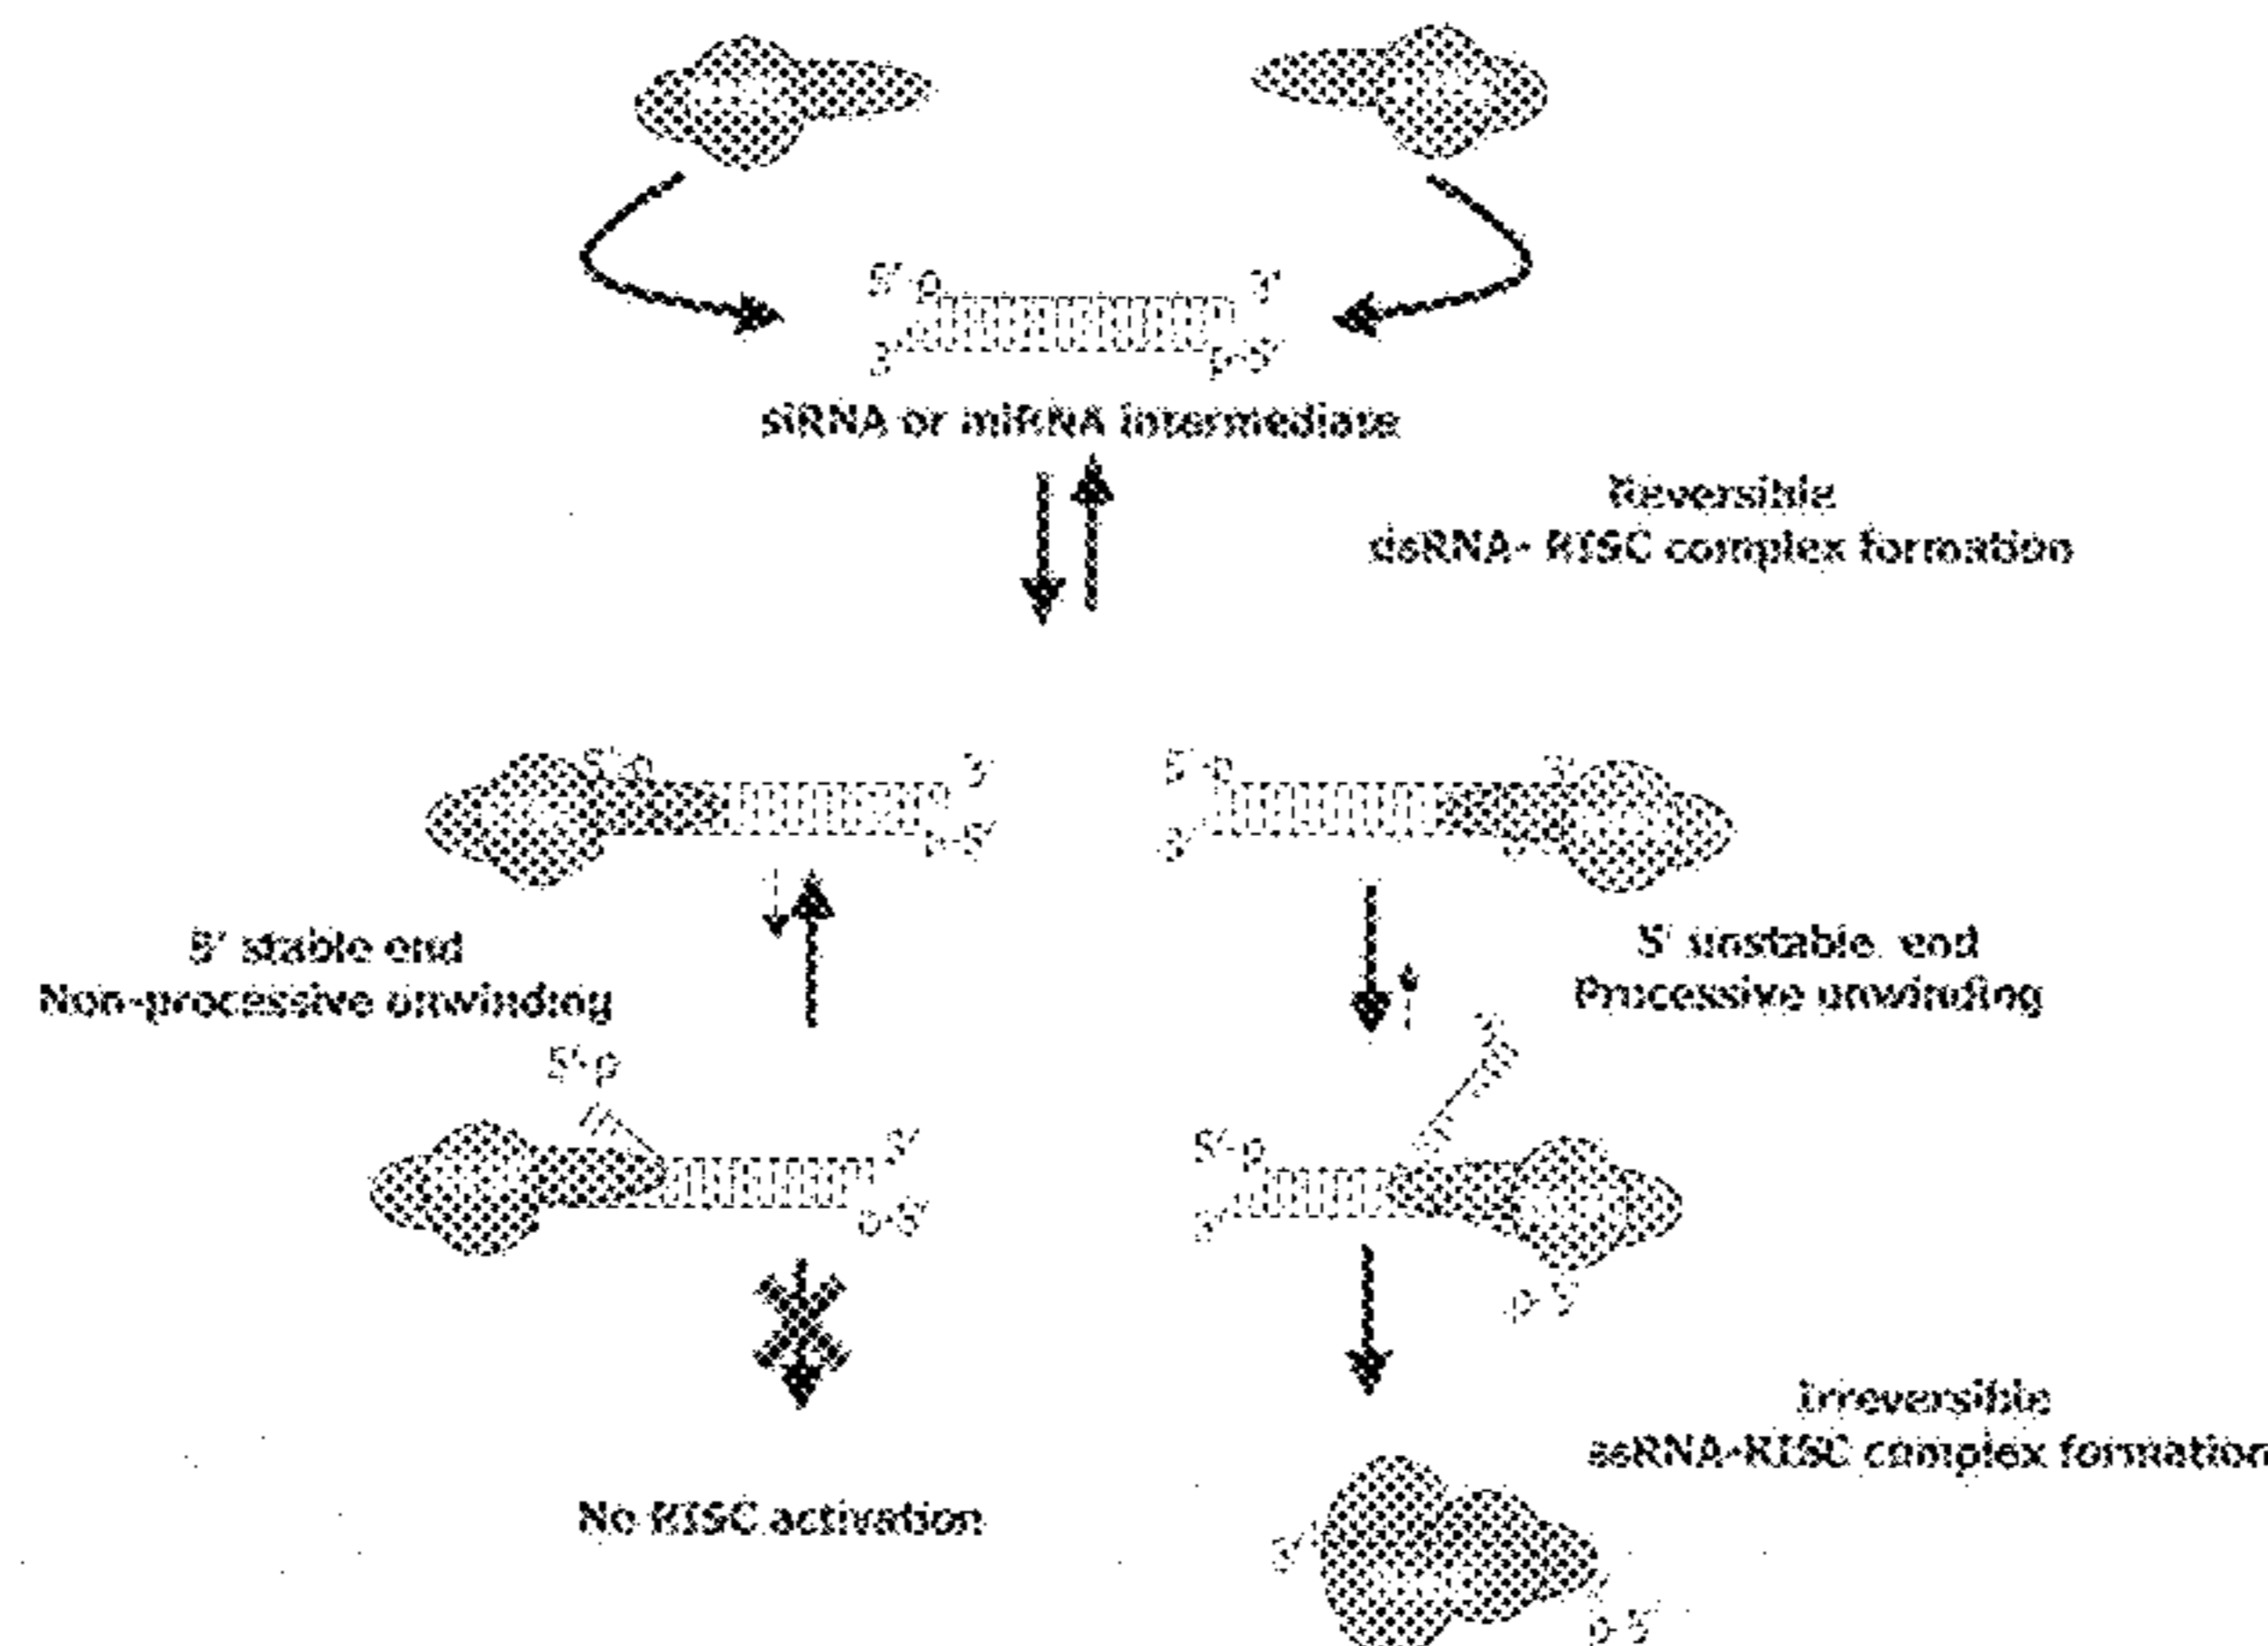 5'-p 3'
3' p-5'
siRNA or miRNA intermediate
Reversible
dsRNA- RISC complex formation
5'-p 3' 5'-p 3'
p-5' 3'
5' stable end
Non-processive unwinding
5' unstable end
Processive unwinding
5'-p 3'
3' 5'-p
p-5' 3'
p-5'
Irreversible
ssRNA-RISC complex formation
No RISC activation
3'
p-5'